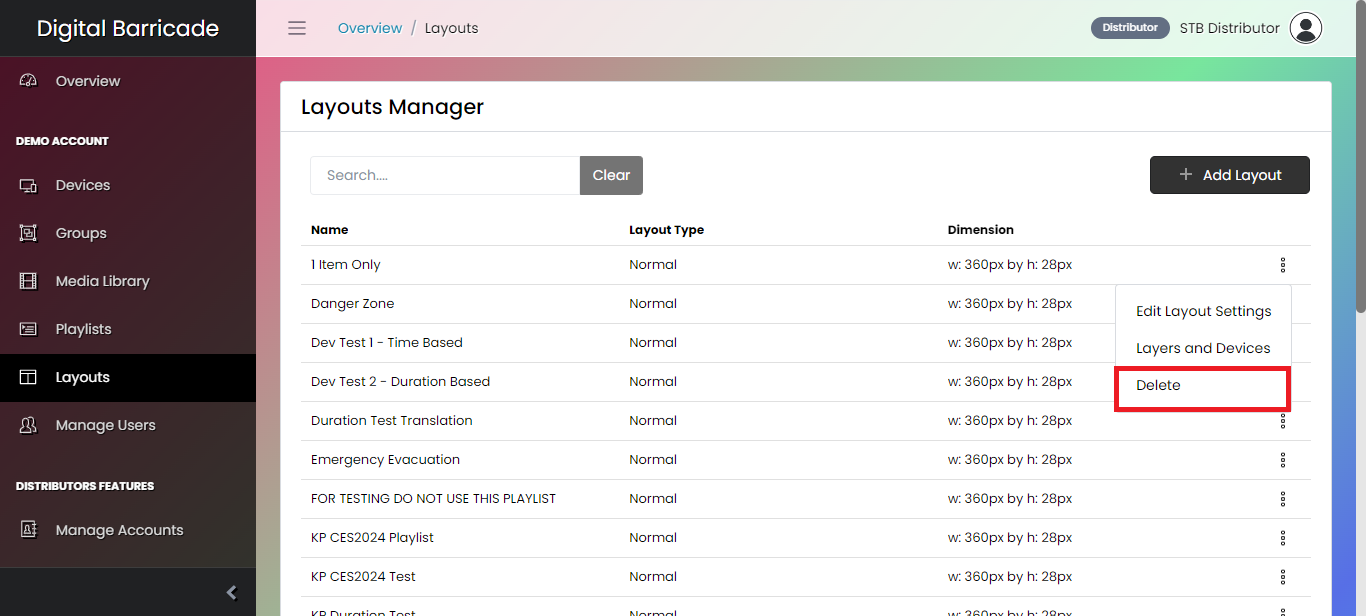 Digital Barricade
Overview / Layouts
Distributor STB Distributor
Overview
DEMO ACCOUNT
Devices
Groups
Media Library
Playlists
Layouts
Manage Users
DISTRIBUTORS FEATURES
Manage Accounts
Layouts Manager
Search.... Clear
+ Add Layout
Name Layout Type Dimension
1 Item Only Normal w: 360px by h: 28px
Danger Zone Normal w: 360px by h: 28px
Dev Test 1 - Time Based Normal w: 360px by h: 28px
Dev Test 2 - Duration Based Normal w: 360px by h: 28px
Duration Test Translation Normal w: 360px by h: 28px
Emergency Evacuation Normal w: 360px by h: 28px
FOR TESTING DO NOT USE THIS PLAYLIST Normal w: 360px by h: 28px
KP CES2024 Playlist Normal w: 360px by h: 28px
KP CES2024 Test Normal w: 360px by h: 28px
KP Duration Test Normal w: 360px by h: 28px
Edit Layout Settings
Layers and Devices
Delete